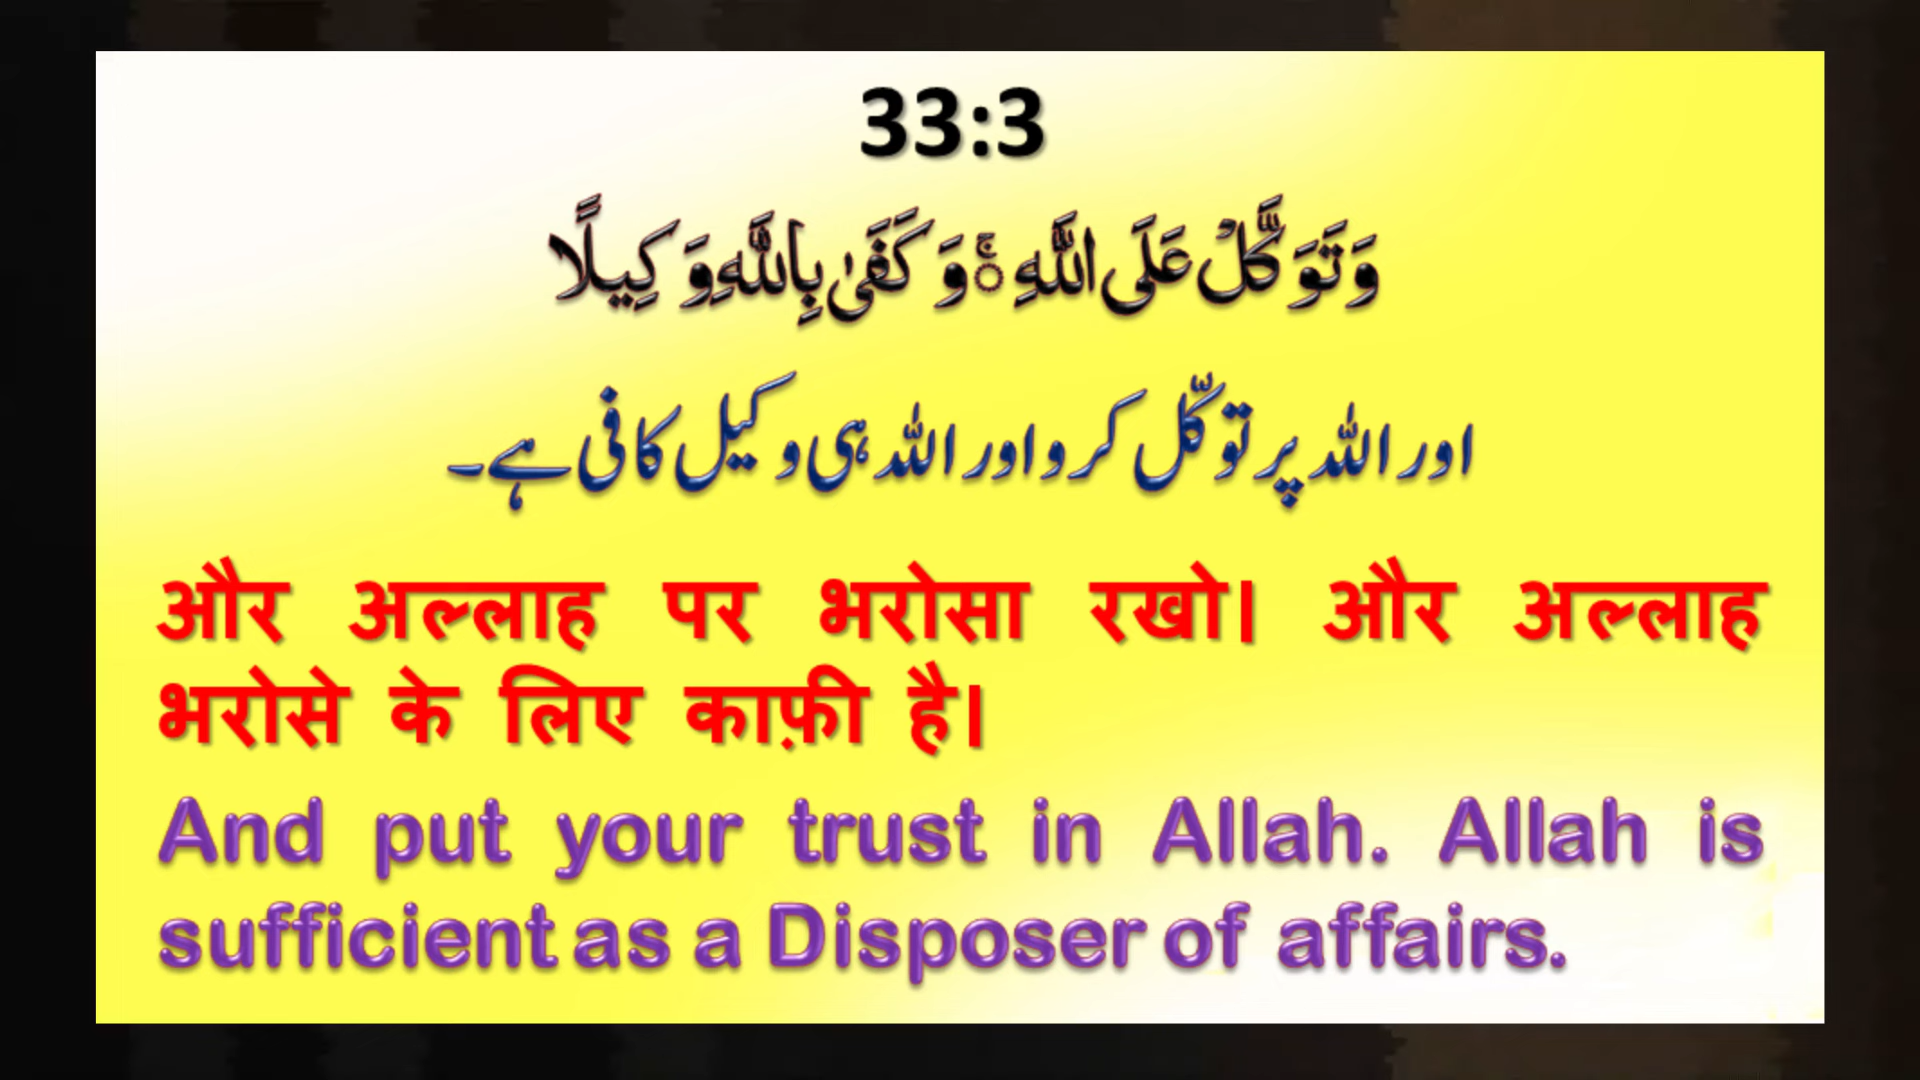 33:3
وَتَوَكَّلْ عَلَى اللَّهِ ۚ وَكَفَىٰ بِاللَّهِ وَكِيلًا
اور اللہ پر توکّل کرو اور اللہ ہی وکیل کافی ہے۔
और अल्लाह पर भरोसा रखो। और अल्लाह
भरोसे के लिए काफ़ी है।
And put your trust in Allah. Allah is
sufficient as a Disposer of affairs.